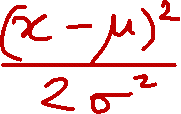 (x - μ)²
2σ²